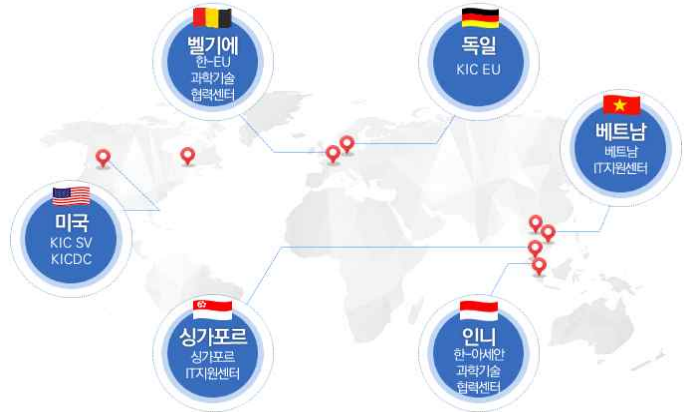 벨기에
한-EU
과학기술
협력센터
독일
KIC EU
베트남
베트남
IT지원센터
미국
KIC SV
KICDC
싱가포르
싱가포르
IT지원센터
인니
한-아세안
과학기술
협력센터